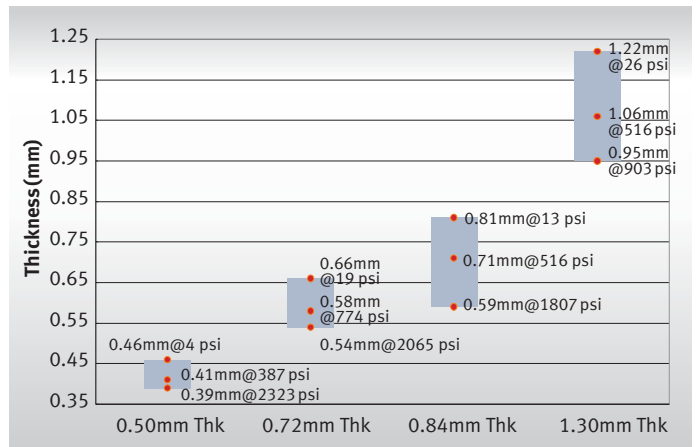 1.25
1.15
1.05
0.95
0.85
0.75
0.65
0.55
0.45
0.35
Thickness (mm)
0.46mm@4 psi
0.41mm@387 psi
0.39mm@2323 psi
0.66mm
@19 psi
0.58mm
@774 psi
0.54mm@2065 psi
0.81mm@13 psi
0.71mm@516 psi
0.59mm@1807 psi
1.22mm
@26 psi
1.06mm
@516 psi
0.95mm
@903 psi
0.50mm Thk
0.72mm Thk
0.84mm Thk
1.30mm Thk